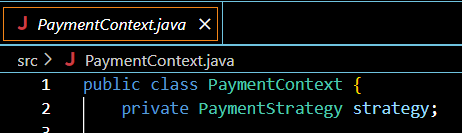 PaymentContext.java
src > PaymentContext.java
1 public class PaymentContext {
2 private PaymentStrategy strategy;